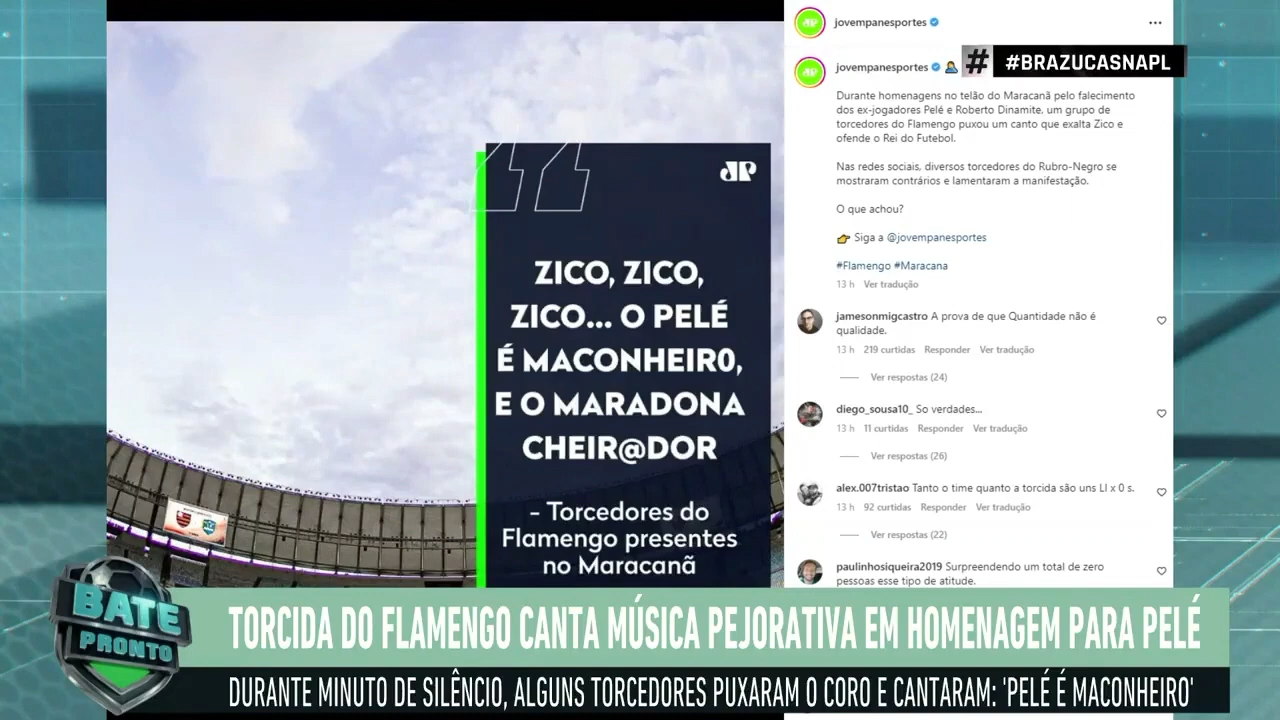 jovempanesportes
jovempanesportes
#
#BRAZUCASNAPL
Durante homenagens no telão do Maracanã pelo falecimento
dos ex-jogadores Pelé e Roberto Dinamite, um grupo de
torcedores do Flamengo puxou um canto que exalta Zico e
ofende o Rei do Futebol.
Nas redes sociais, diversos torcedores do Rubro-Negro se
mostraram contrários e lamentaram a manifestação.
O que achou?
👉 Siga a @jovempanesportes
#Flamengo #Maracana
13 h Ver tradução
jamesonmigcastro A prova de que Quantidade não é
qualidade.
13 h 219 curtidas Responder Ver tradução
Ver respostas (24)
diego_sousa10_ So verdades...
13 h 11 curtidas Responder Ver tradução
Ver respostas (26)
alex.007tristao Tanto o time quanto a torcida são uns LI x 0 s.
13 h 92 curtidas Responder Ver tradução
Ver respostas (22)
paulinhosiqueira2019 Surpreendendo um total de zero
pessoas esse tipo de atitude.
JP
ZICO, ZICO,
ZICO... O PELÉ
É MACONHEIR0,
E O MARADONA
CHEIR@DOR
- Torcedores do
Flamengo presentes
no Maracanã
BATE
PRONTO
TORCIDA DO FLAMENGO CANTA MÚSICA PEJORATIVA EM HOMENAGEM PARA PELÉ
DURANTE MINUTO DE SILÊNCIO, ALGUNS TORCEDORES PUXARAM O CORO E CANTARAM: 'PELÉ É MACONHEIRO'